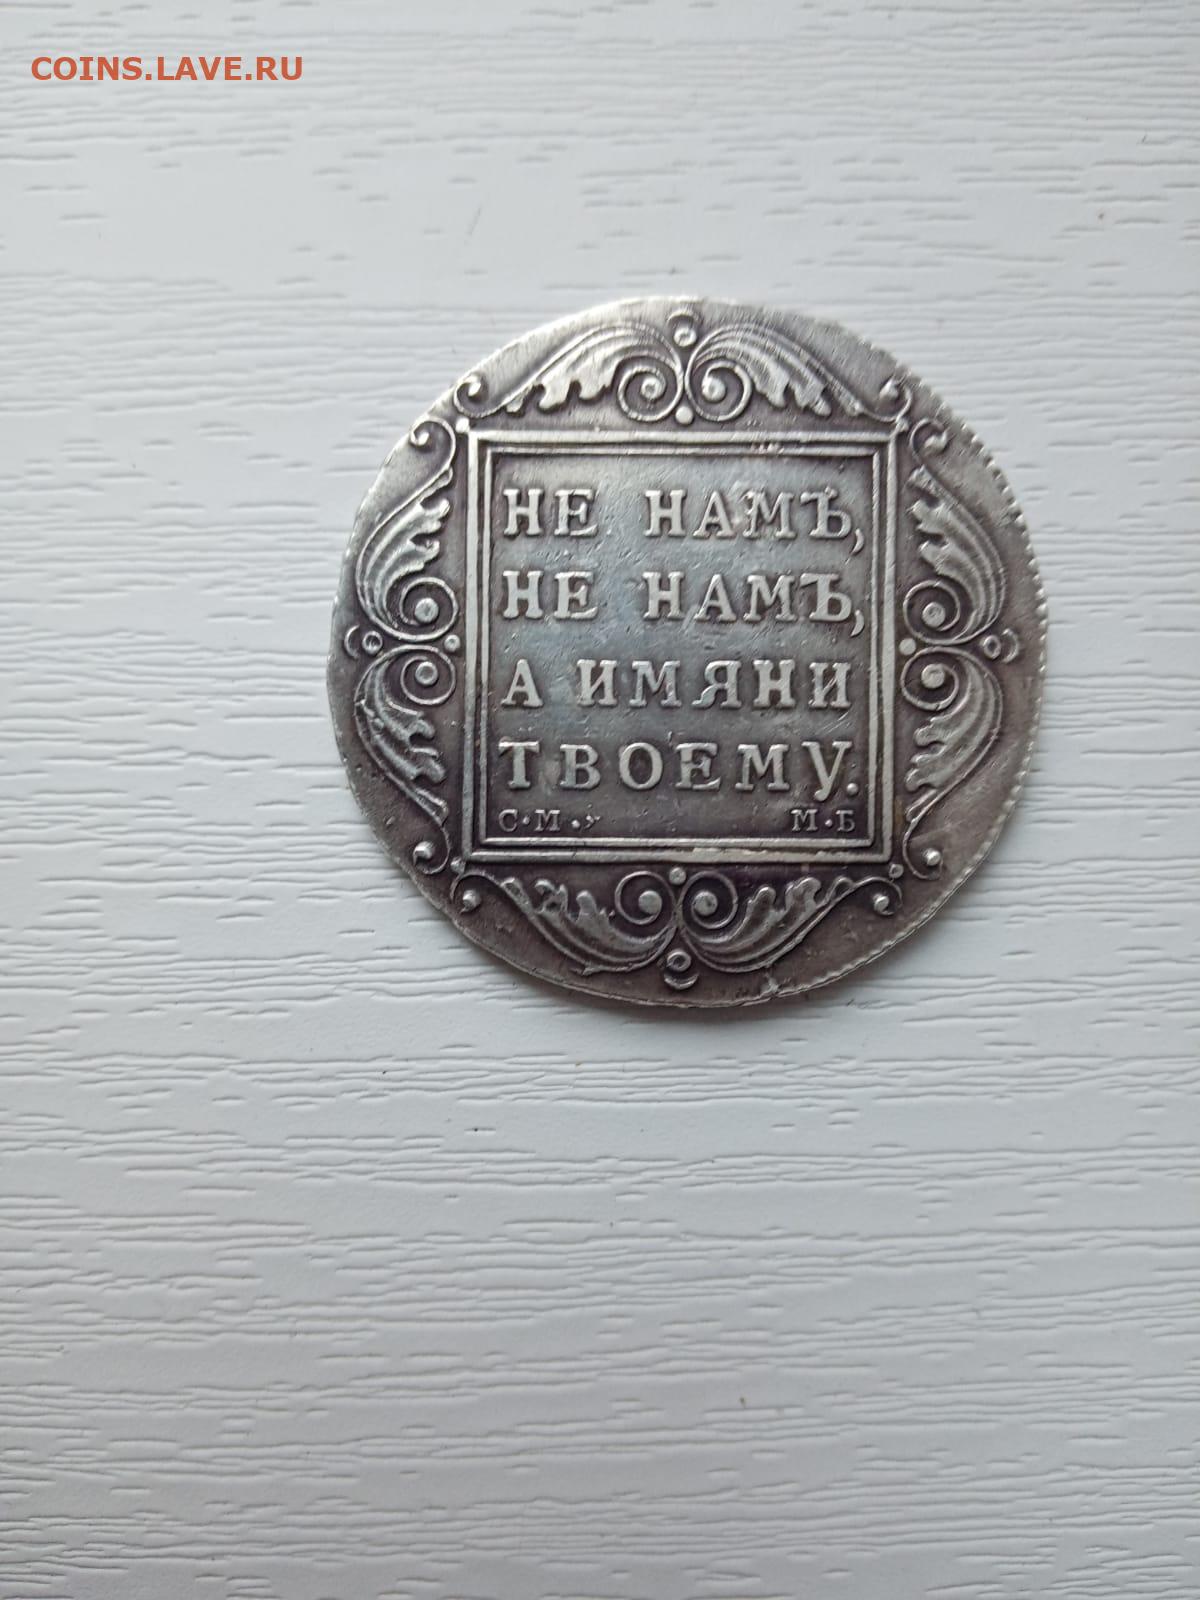 COINS.LAVE.RU
НЕ НАМЪ,
НЕ НАМЪ,
А ИМЯНИ
ТВОЕМУ.
С·М· М·Б